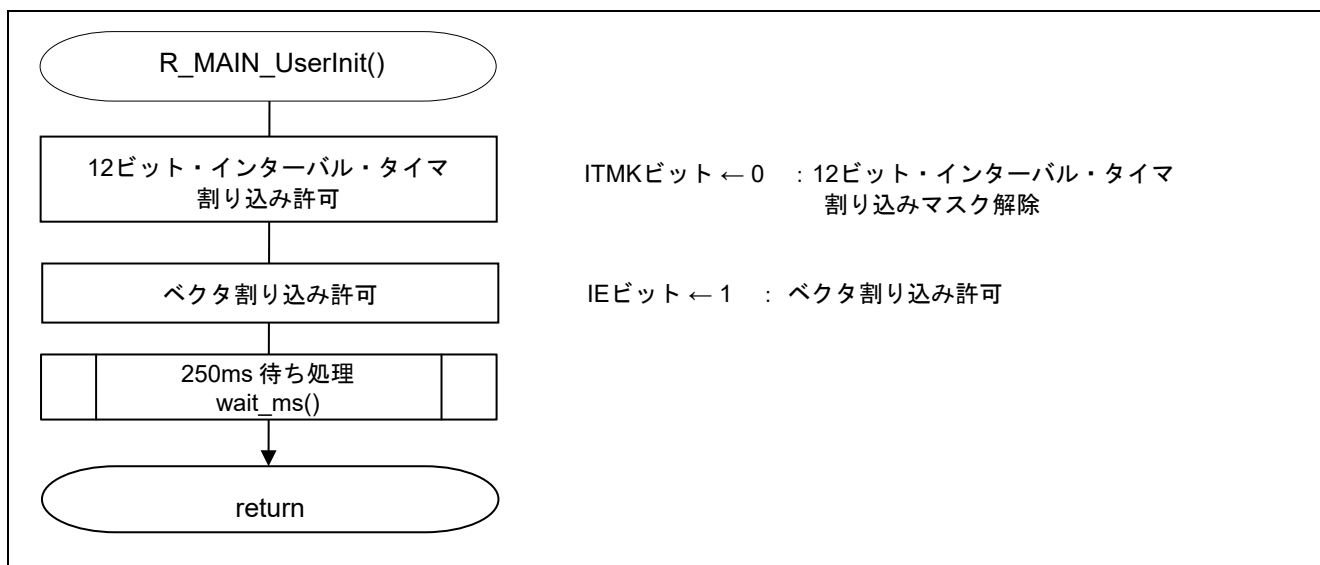 R_MAIN_UserInit()
12ビット・インターバル・タイマ
割り込み許可
ITMKビット ← 0 : 12ビット・インターバル・タイマ
割り込みマスク解除
ベクタ割り込み許可
IEビット ← 1 : ベクタ割り込み許可
250ms 待ち処理
wait_ms()
return